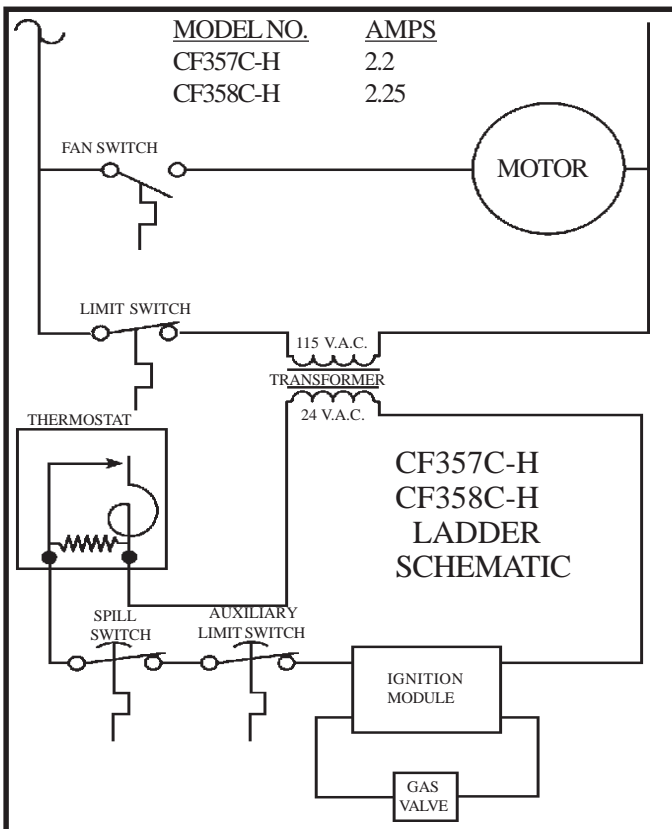 MODEL NO. AMPS
CF357C-H 2.2
CF358C-H 2.25
FAN SWITCH
MOTOR
LIMIT SWITCH
115 V.A.C.
TRANSFORMER
24 V.A.C.
THERMOSTAT
CF357C-H
CF358C-H
LADDER
SCHEMATIC
SPILL
SWITCH
AUXILIARY
LIMIT SWITCH
IGNITION
MODULE
GAS
VALVE